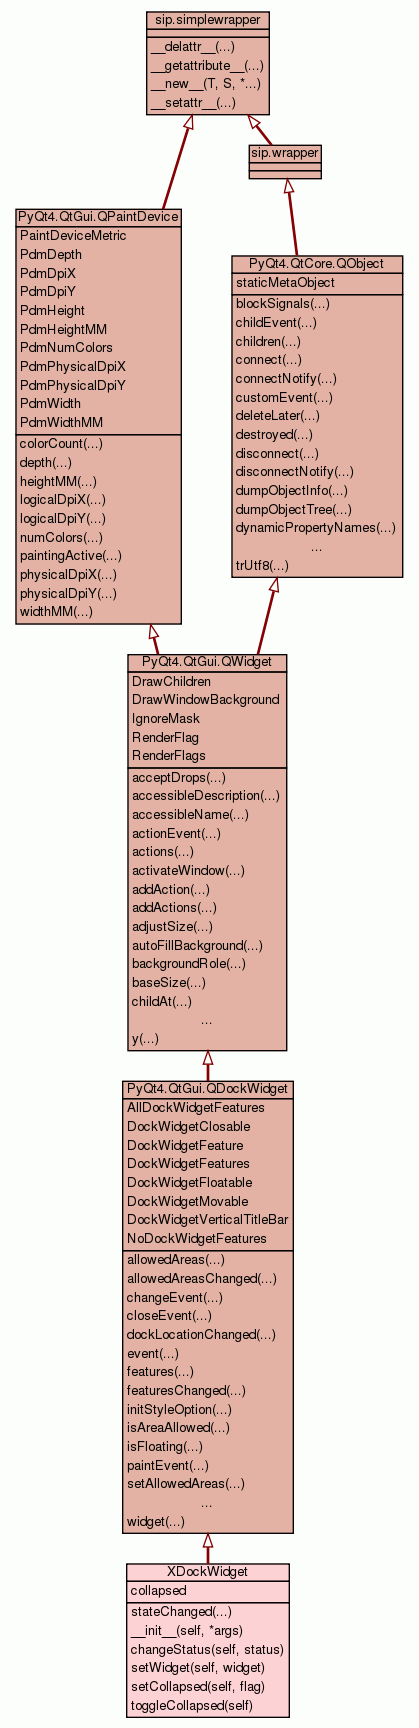 sip.simplewrapper
__delattr__(...)
__getattribute__(...)
__new__(T, S, *...)
__setattr__(...)
sip.wrapper
PyQt4.QtGui.QPaintDevice
PaintDeviceMetric
PdmDepth
PdmDpiX
PdmDpiY
PdmHeight
PdmHeightMM
PdmNumColors
PdmPhysicalDpiX
PdmPhysicalDpiY
PdmWidth
PdmWidthMM
colorCount(...)
depth(...)
heightMM(...)
logicalDpiX(...)
logicalDpiY(...)
numColors(...)
paintingActive(...)
physicalDpiX(...)
physicalDpiY(...)
widthMM(...)
PyQt4.QtCore.QObject
staticMetaObject
blockSignals(...)
childEvent(...)
children(...)
connect(...)
connectNotify(...)
customEvent(...)
deleteLater(...)
destroyed(...)
disconnect(...)
disconnectNotify(...)
dumpObjectInfo(...)
dumpObjectTree(...)
dynamicPropertyNames(...)
...
trUtf8(...)
PyQt4.QtGui.QWidget
DrawChildren
DrawWindowBackground
IgnoreMask
RenderFlag
RenderFlags
acceptDrops(...)
accessibleDescription(...)
accessibleName(...)
actionEvent(...)
actions(...)
activateWindow(...)
addAction(...)
addActions(...)
adjustSize(...)
autoFillBackground(...)
backgroundRole(...)
baseSize(...)
childAt(...)
...
y(...)
PyQt4.QtGui.QDockWidget
AllDockWidgetFeatures
DockWidgetClosable
DockWidgetFeature
DockWidgetFeatures
DockWidgetFloatable
DockWidgetMovable
DockWidgetVerticalTitleBar
NoDockWidgetFeatures
allowedAreas(...)
allowedAreasChanged(...)
changeEvent(...)
closeEvent(...)
dockLocationChanged(...)
event(...)
features(...)
featuresChanged(...)
initStyleOption(...)
isAreaAllowed(...)
isFloating(...)
paintEvent(...)
setAllowedAreas(...)
...
widget(...)
XDockWidget
collapsed
stateChanged(...)
__init__(self, *args)
changeStatus(self, status)
setWidget(self, widget)
setCollapsed(self, flag)
toggleCollapsed(self)